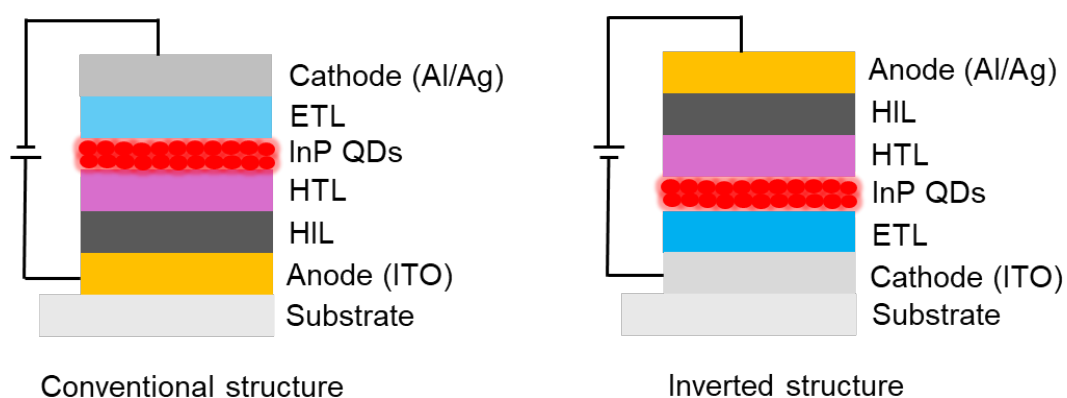 Cathode (Al/Ag)
ETL
InP QDs
HTL
HIL
Anode (ITO)
Substrate
Conventional structure
Anode (Al/Ag)
HIL
HTL
InP QDs
ETL
Cathode (ITO)
Substrate
Inverted structure